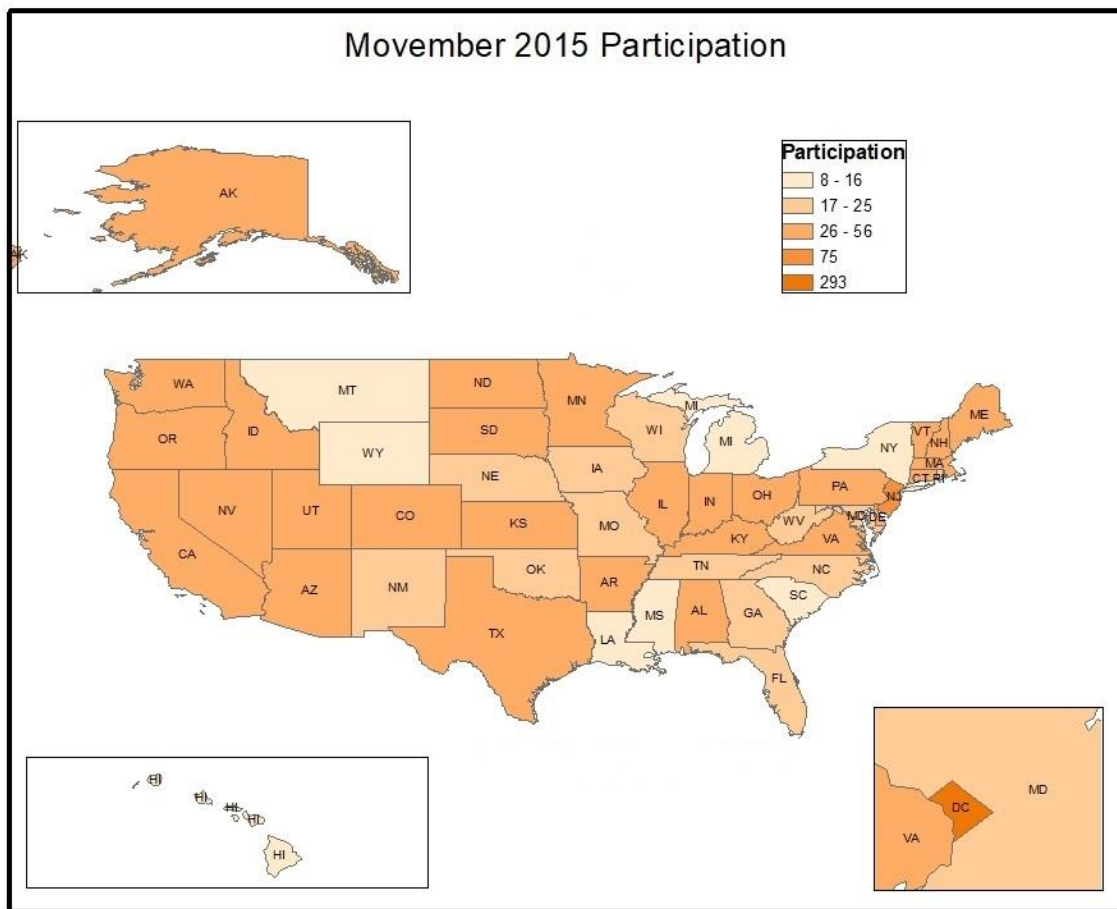 Movember 2015 Participation
AK
AK
Participation
8 - 16
17 - 25
26 - 56
75
293
WA
MT
ND
MN
MI
ME
VT
NH
OR
ID
SD
WI
MI
NY
MA
WY
CT RI
NE
IA
PA
NJ
NV
UT
CO
IL
IN
OH
MD
DE
CA
KS
MO
WV
KY
VA
AZ
NM
OK
AR
TN
NC
SC
TX
MS
AL
GA
LA
FL
HI
HI
HI
HI
HI
MD
DC
VA